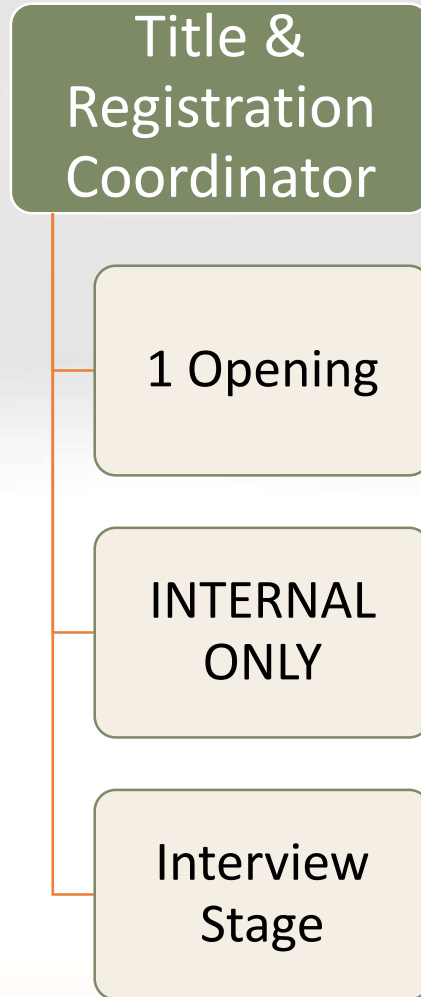 Title &
Registration
Coordinator
1 Opening
INTERNAL
ONLY
Interview
Stage